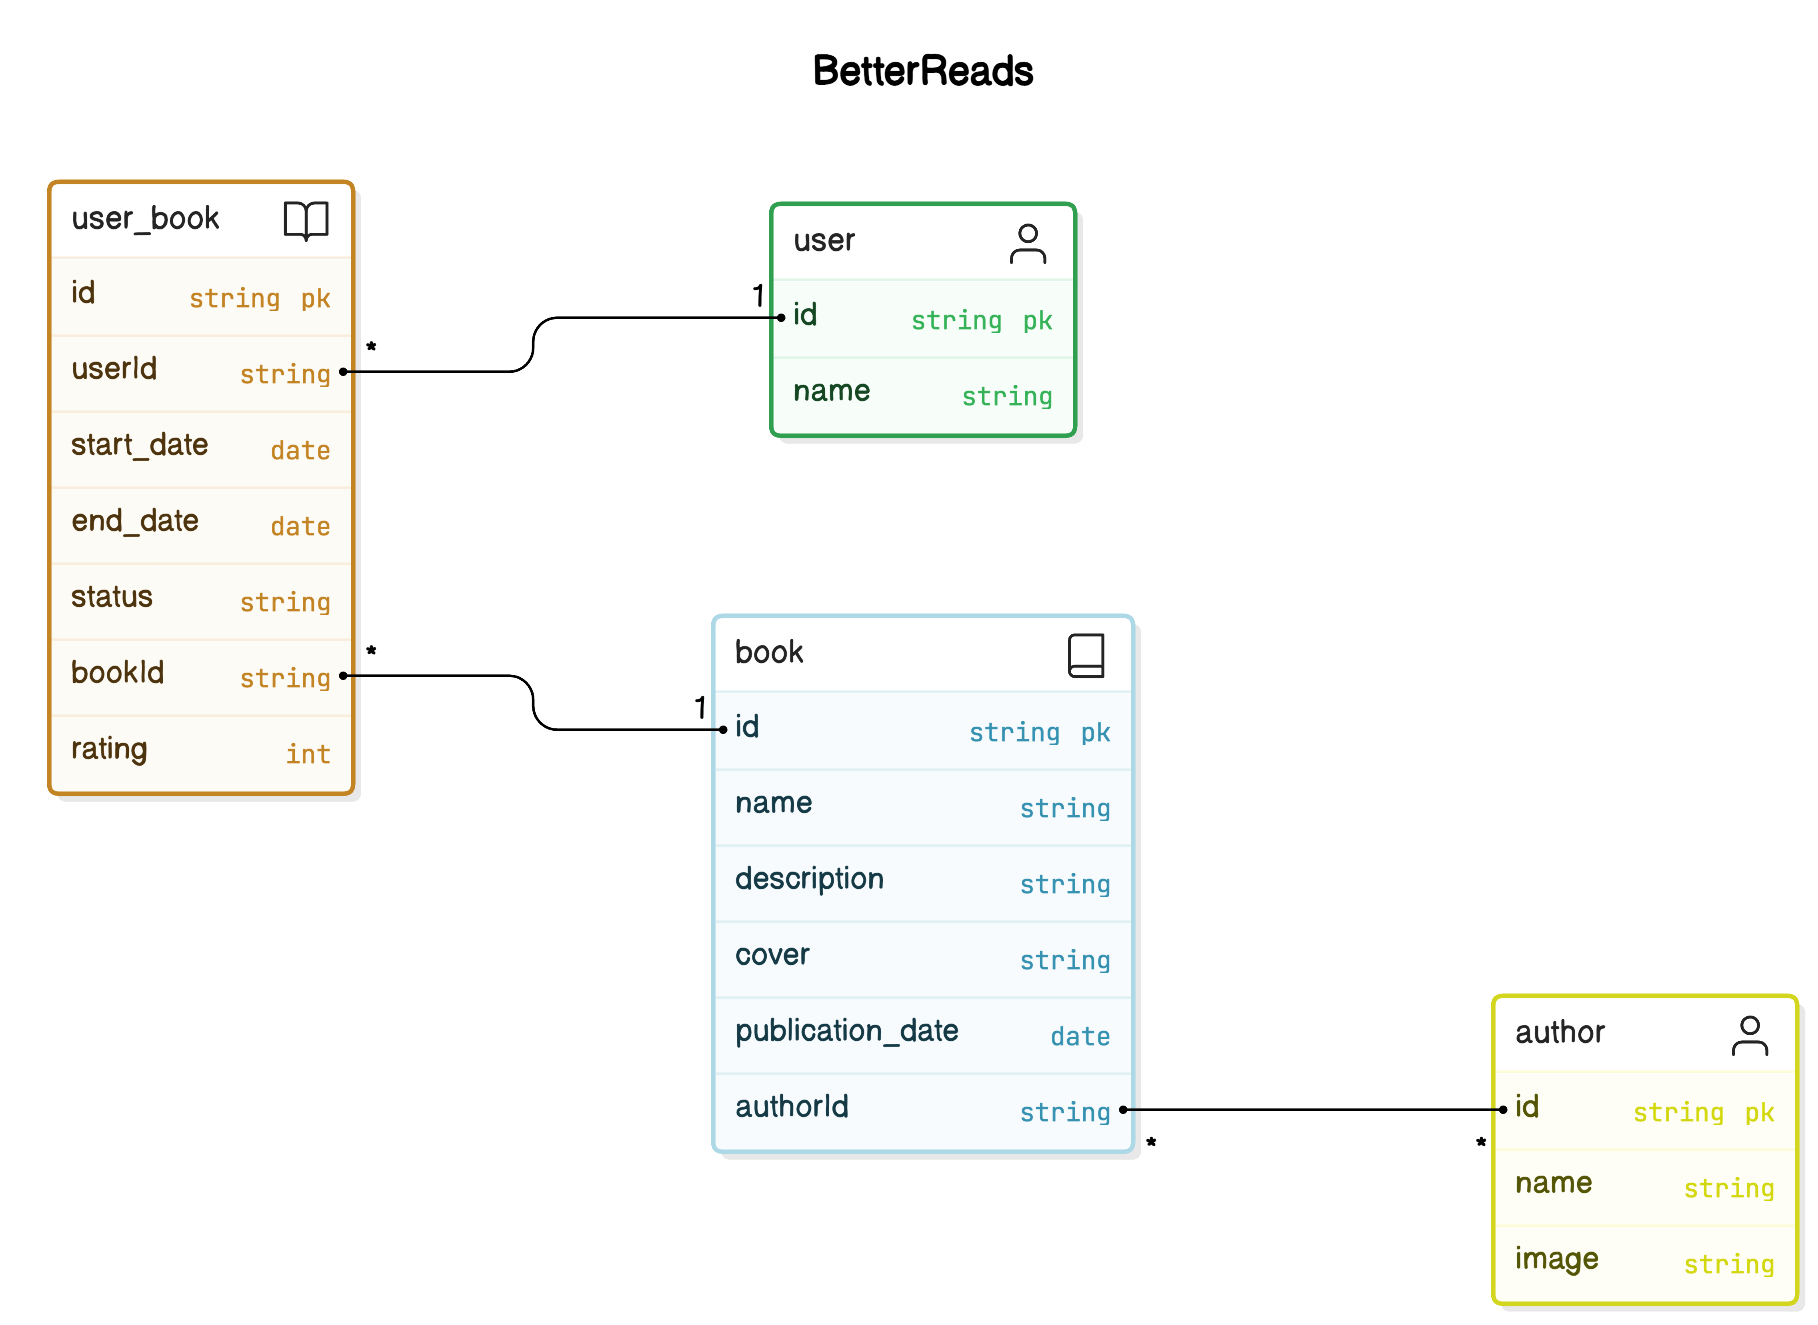 BetterReads
user_book
id string pk
userId string
start_date date
end_date date
status string
bookId string
rating int
*
*
1
user
id string pk
name string
1
book
id string pk
name string
description string
cover string
publication_date date
authorId string
*
*
author
id string pk
name string
image string